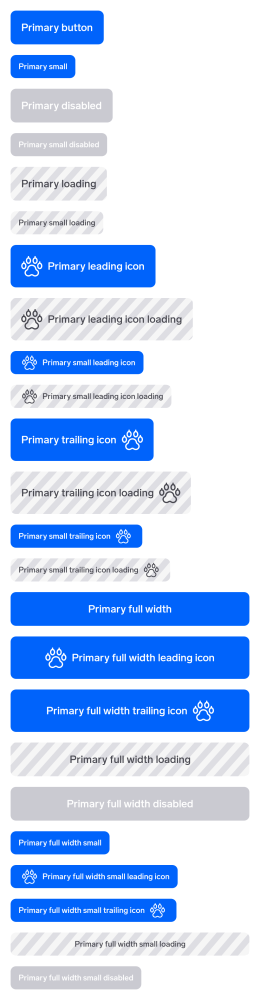 Primary button
Primary small
Primary disabled
Primary small disabled
Primary loading
Primary small loading
Primary leading icon
Primary leading icon loading
Primary small leading icon
Primary small leading icon loading
Primary trailing icon
Primary trailing icon loading
Primary small trailing icon
Primary small trailing icon loading
Primary full width
Primary full width leading icon
Primary full width trailing icon
Primary full width loading
Primary full width disabled
Primary full width small
Primary full width small leading icon
Primary full width small trailing icon
Primary full width small loading
Primary full width small disabled